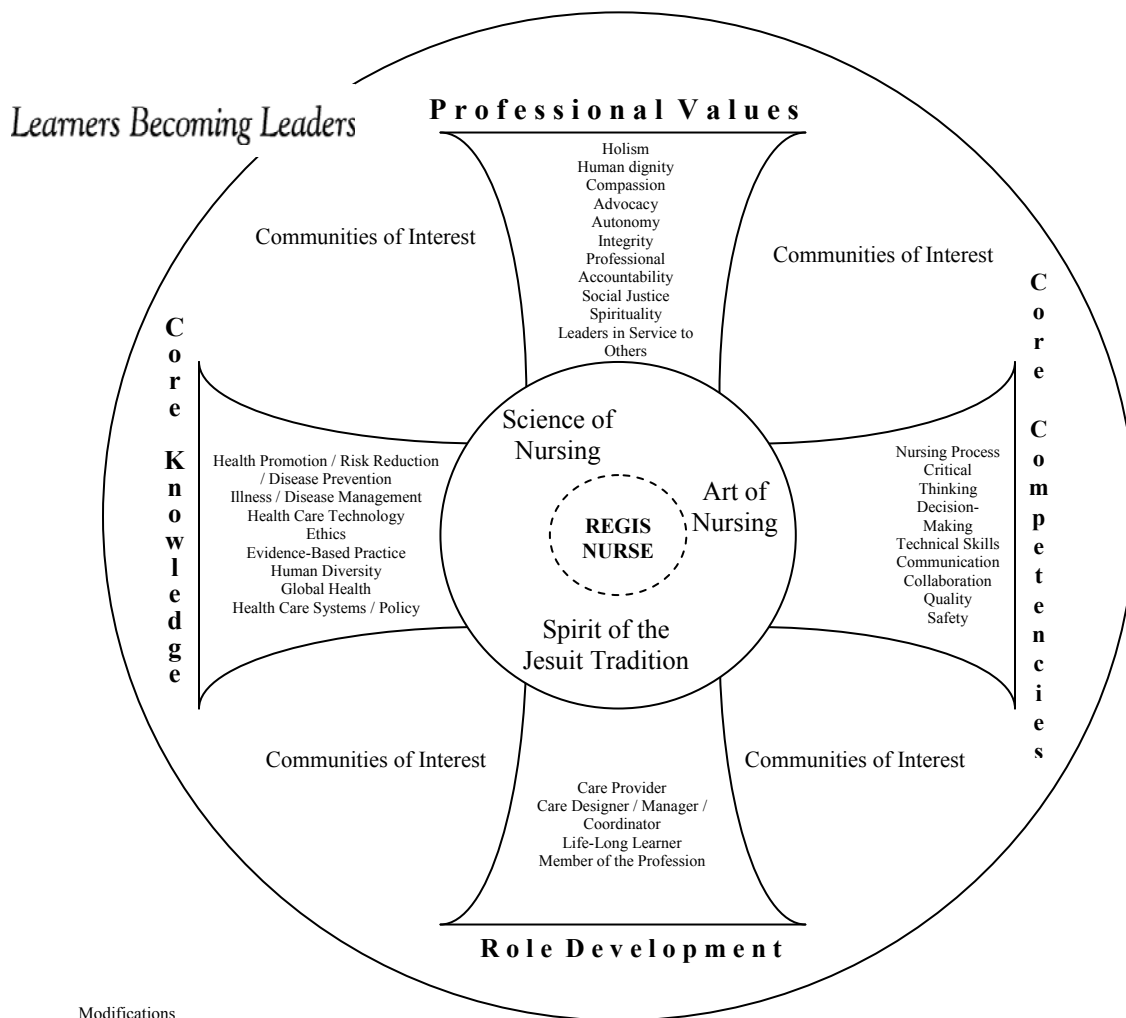 Learners Becoming Leaders
Professional Values
Holism
Human dignity
Compassion
Advocacy
Autonomy
Integrity
Professional
Accountability
Social Justice
Spirituality
Leaders in Service to
Others
Communities of Interest
Communities of Interest
Core Knowledge
Health Promotion / Risk Reduction
/ Disease Prevention
Illness / Disease Management
Health Care Technology
Ethics
Evidence-Based Practice
Human Diversity
Global Health
Health Care Systems / Policy
Science of
Nursing
Art of
Nursing
REGIS
NURSE
Spirit of the
Jesuit Tradition
Nursing Process
Critical
Thinking
Decision-
Making
Technical Skills
Communication
Collaboration
Quality
Safety
Core Competencies
Communities of Interest
Communities of Interest
Care Provider
Care Designer / Manager /
Coordinator
Life-Long Learner
Member of the Profession
Role Development
Modifications